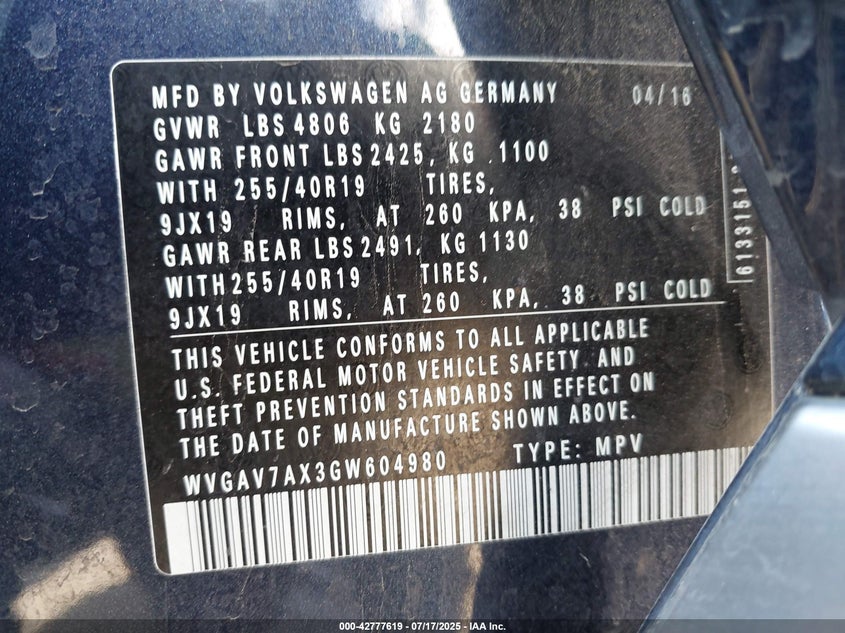 MFD BY VOLKSWAGEN AG GERMANY 04/16
GVWR LBS 4806 KG 2180
GAWR FRONT LBS 2425, KG 1100
WITH 255/40R19 TIRES,
9JX19 RIMS, AT 260 KPA, 38 PSI COLD
GAWR REAR LBS 2491, KG 1130
WITH 255/40R19 TIRES,
9JX19 RIMS, AT 260 KPA, 38 PSI COLD
THIS VEHICLE CONFORMS TO ALL APPLICABLE
U.S. FEDERAL MOTOR VEHICLE SAFETY AND
THEFT PREVENTION STANDARDS IN EFFECT ON
THE DATE OF MANUFACTURE SHOWN ABOVE.
WVGAV7AX3GW604980 TYPE: MPV
6133151
000-42777619 - 07/17/2025 - IAA Inc.